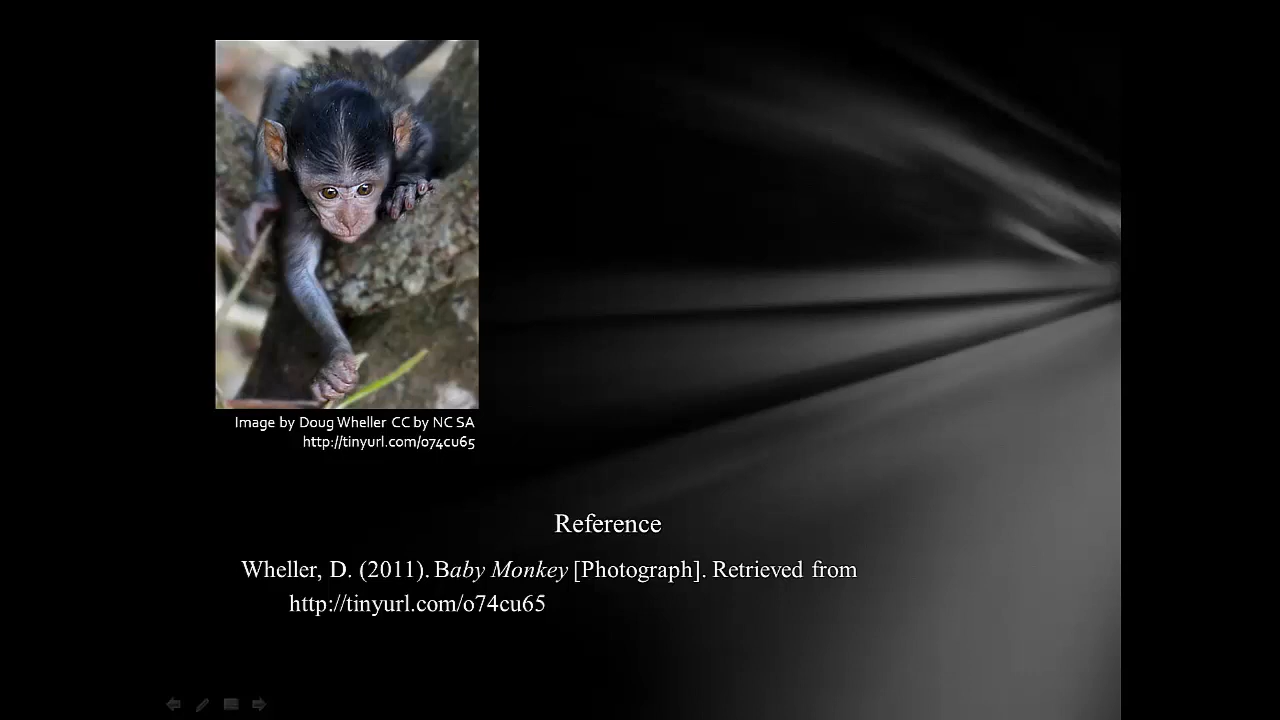 Image by Doug Wheller CC by NC SA
http://tinyurl.com/o74cu65
Reference
Wheller, D. (2011). Baby Monkey [Photograph]. Retrieved from
http://tinyurl.com/o74cu65